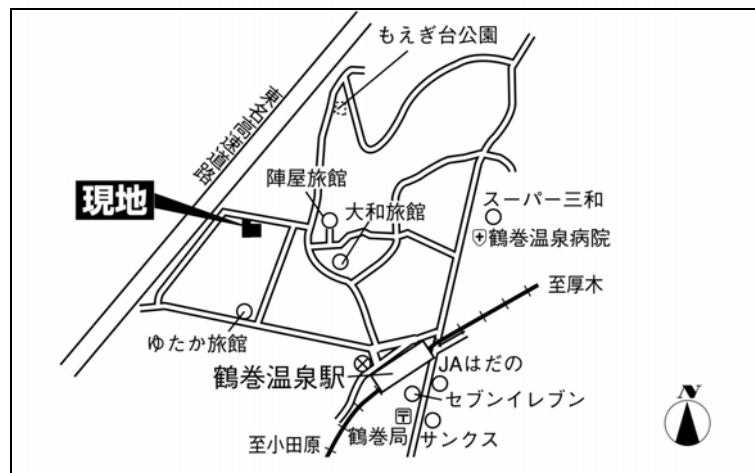 もえぎ台公園
東名高速道路
現地
陣屋旅館
大和旅館
スーパー三和
鶴巻温泉病院
至厚木
ゆたか旅館
鶴巻温泉駅
JAはだの
セブンイレブン
鶴巻局
サンクス
至小田原
N